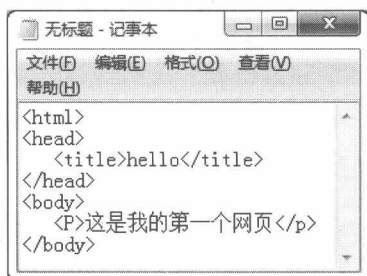 无标题 - 记事本
文件(F) 编辑(E) 格式(O) 查看(V)
帮助(H)
<html>
<head>
<title>hello</title>
</head>
<body>
<P>这是我的第一个网页</p>
</body>